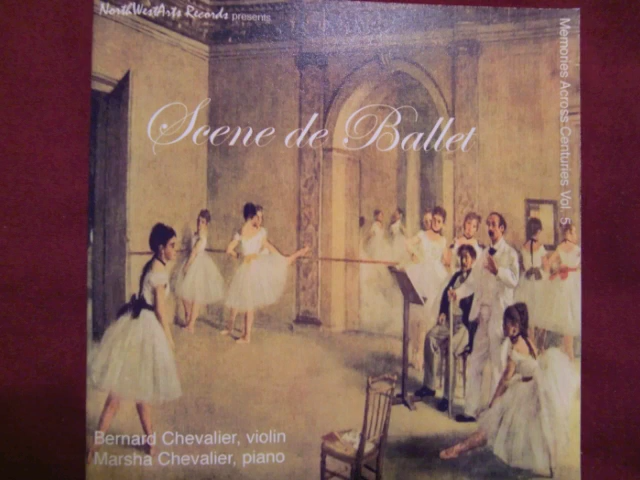 NorthWestArts Records presents
Scene de Ballet
Memories Across Centuries Vol. 5
Bernard Chevalier, violin
Marsha Chevalier, piano